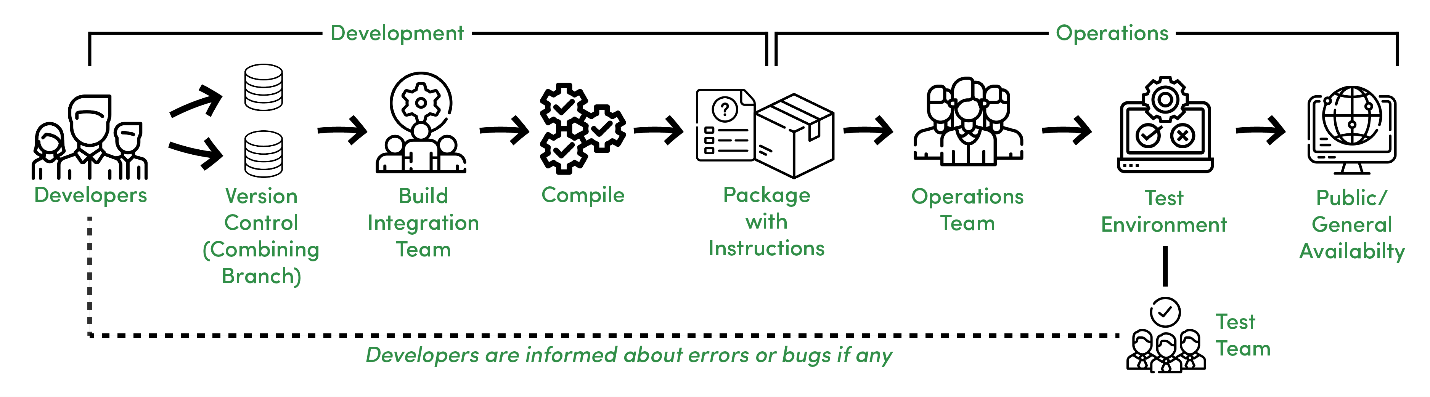 Development
Operations
Developers
Version
Control
(Combining
Branch)
Build
Integration
Team
Compile
?
Package
with
Instructions
Operations
Team
Test
Environment
Public/
General
Availabilty
Test
Team
Developers are informed about errors or bugs if any